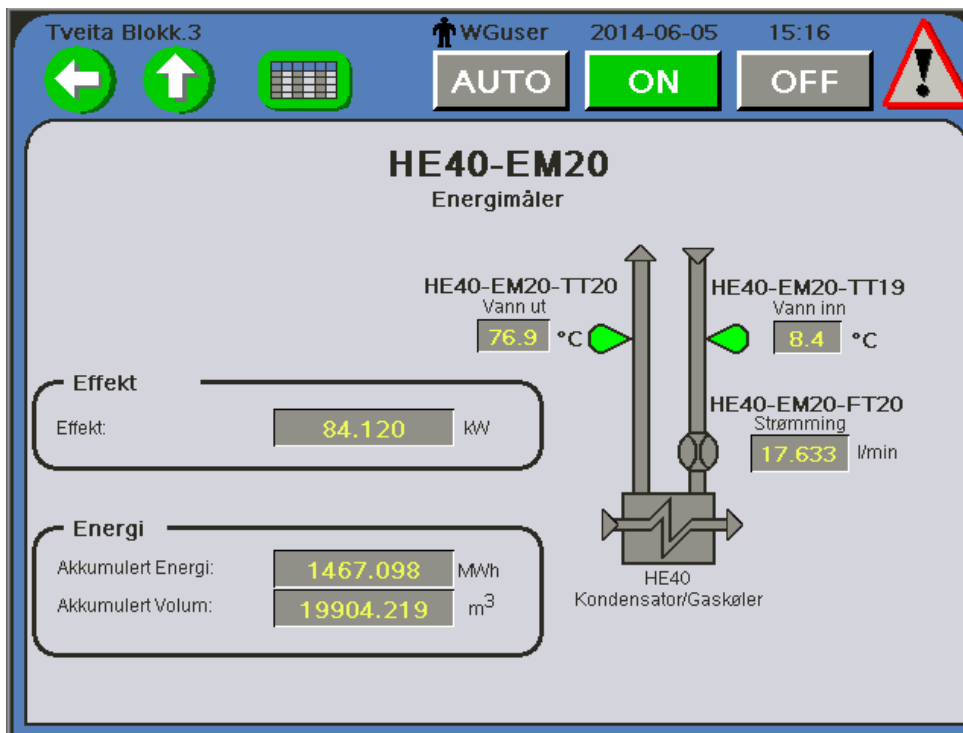 Tveita Blokk.3 WGuser 2014-06-05 15:16
AUTO ON OFF
HE40-EM20
Energimåler
HE40-EM20-TT20 HE40-EM20-TT19
Vann ut Vann inn
76.9 °C 8.4 °C
Effekt
Effekt: 84.120 kW
HE40-EM20-FT20
Strømming
17.633 l/min
Energi
Akkumulert Energi: 1467.098 MWh
Akkumulert Volum: 19904.219 m³
HE40
Kondensator/Gaskøler